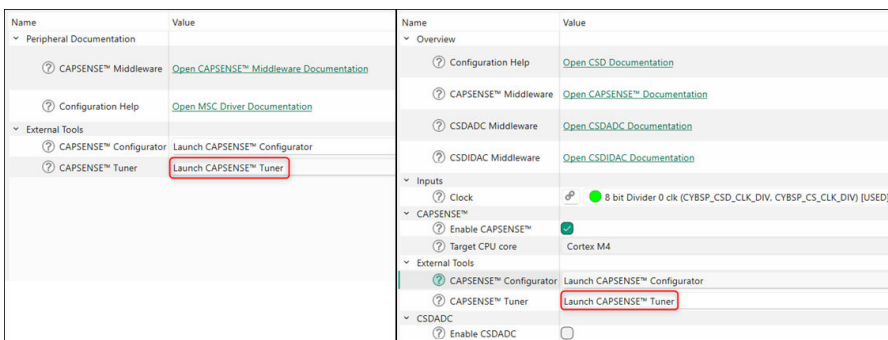 Name Value
Peripheral Documentation
CAPSENSE™ Middleware Open CAPSENSE™ Middleware Documentation
Configuration Help Open MSC Driver Documentation
External Tools
CAPSENSE™ Configurator Launch CAPSENSE™ Configurator
CAPSENSE™ Tuner Launch CAPSENSE™ Tuner
Name Value
Overview
Configuration Help Open CSD Documentation
CAPSENSE™ Middleware Open CAPSENSE™ Documentation
CSDADC Middleware Open CSDADC Documentation
CSDIDAC Middleware Open CSDIDAC Documentation
Inputs
Clock 8 bit Divider 0 clk (CYBSP_CSD_CLK_DIV, CYBSP_CS_CLK_DIV) [USED]
CAPSENSE™
Enable CAPSENSE™
Target CPU core Cortex M4
External Tools
CAPSENSE™ Configurator Launch CAPSENSE™ Configurator
CAPSENSE™ Tuner Launch CAPSENSE™ Tuner
CSDADC
Enable CSDADC